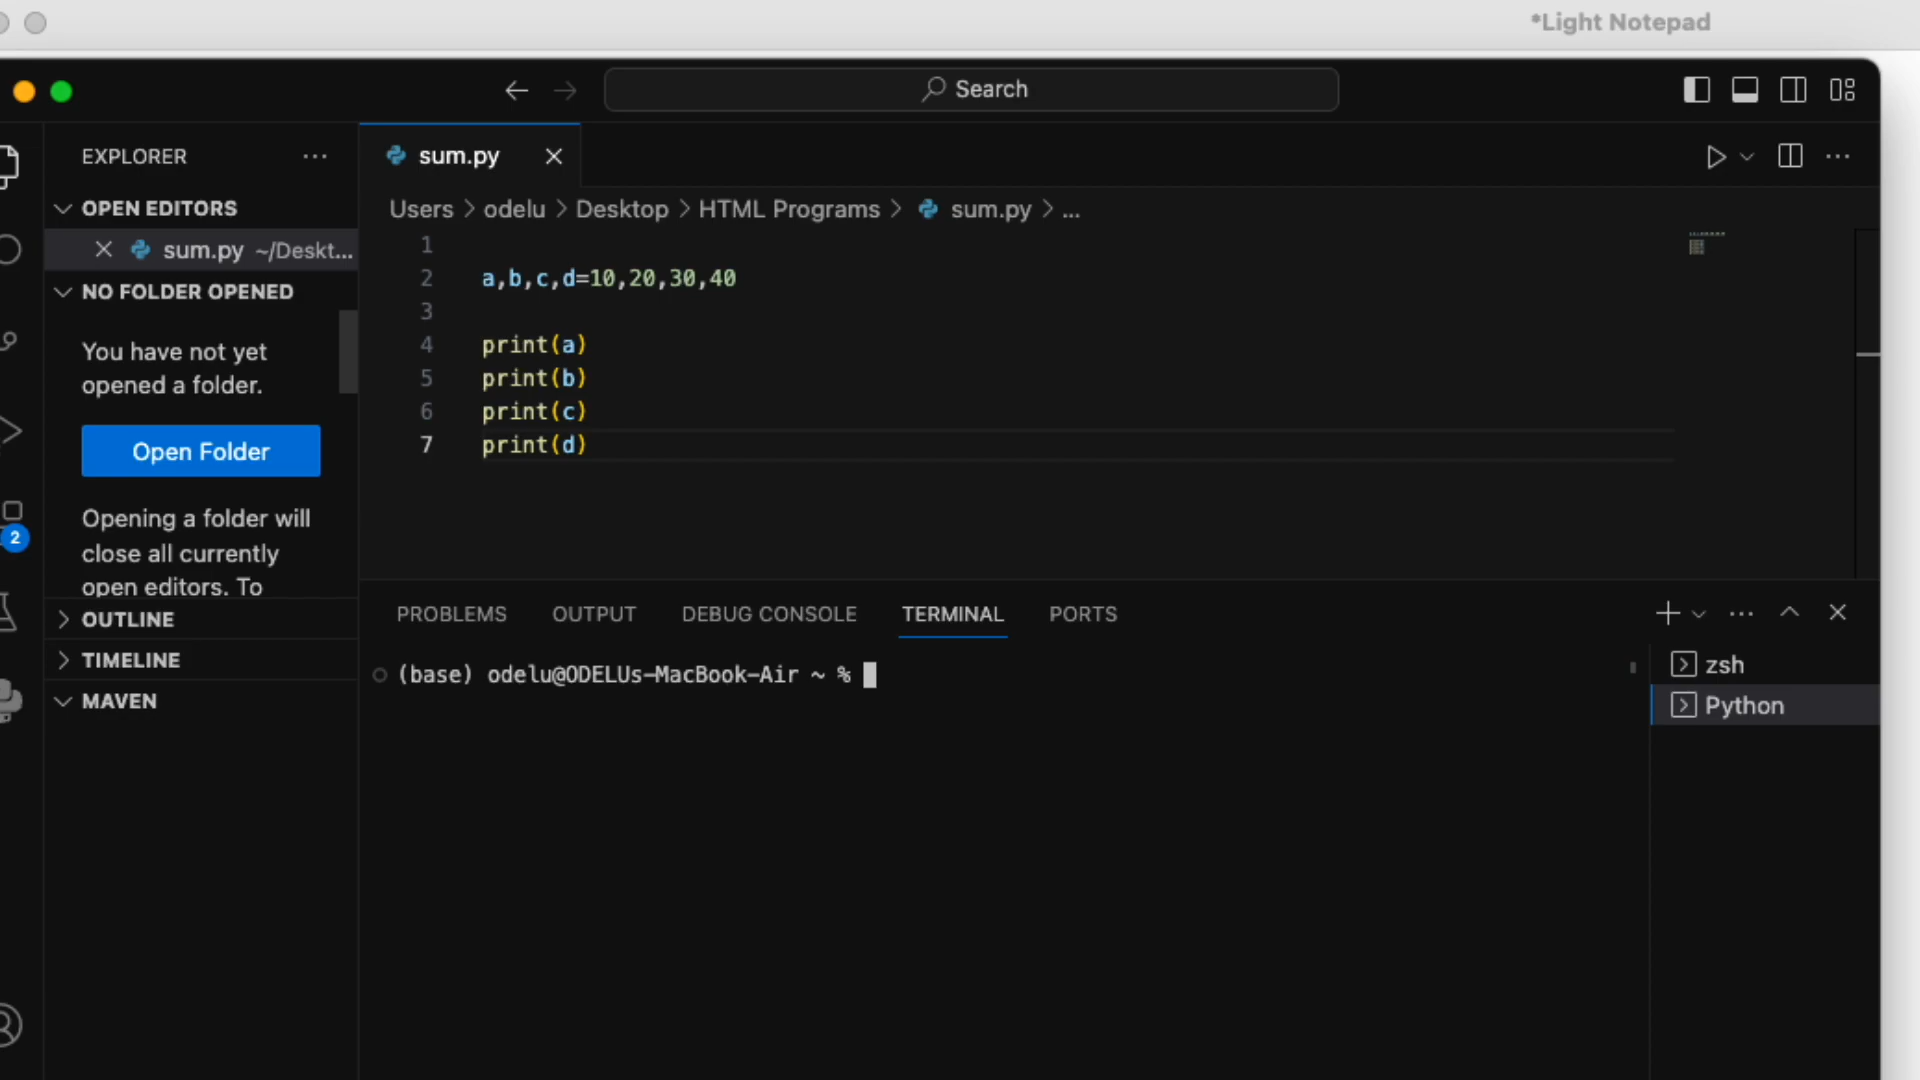 *Light Notepad
Search
EXPLORER
sum.py
OPEN EDITORS
sum.py ~/Deskt...
NO FOLDER OPENED
You have not yet
opened a folder.
Open Folder
Opening a folder will
close all currently
open editors. To
OUTLINE
TIMELINE
MAVEN
2
Users > odelu > Desktop > HTML Programs > sum.py > ...
1
2 a,b,c,d=10,20,30,40
3
4 print(a)
5 print(b)
6 print(c)
7 print(d)
PROBLEMS OUTPUT DEBUG CONSOLE TERMINAL PORTS
(base) odelu@ODELUs-MacBook-Air ~ %
zsh
Python